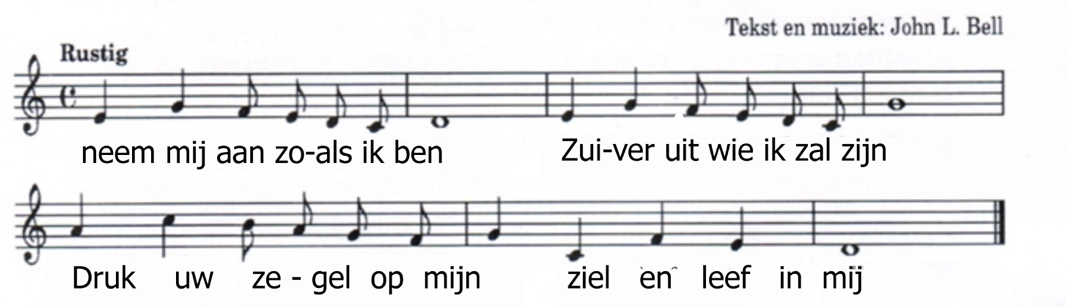 Tekst en muziek: John L. Bell
Rustig
neem mij aan zo-als ik ben Zui-ver uit wie ik zal zijn
Druk uw ze - gel op mijn ziel en leef in mij